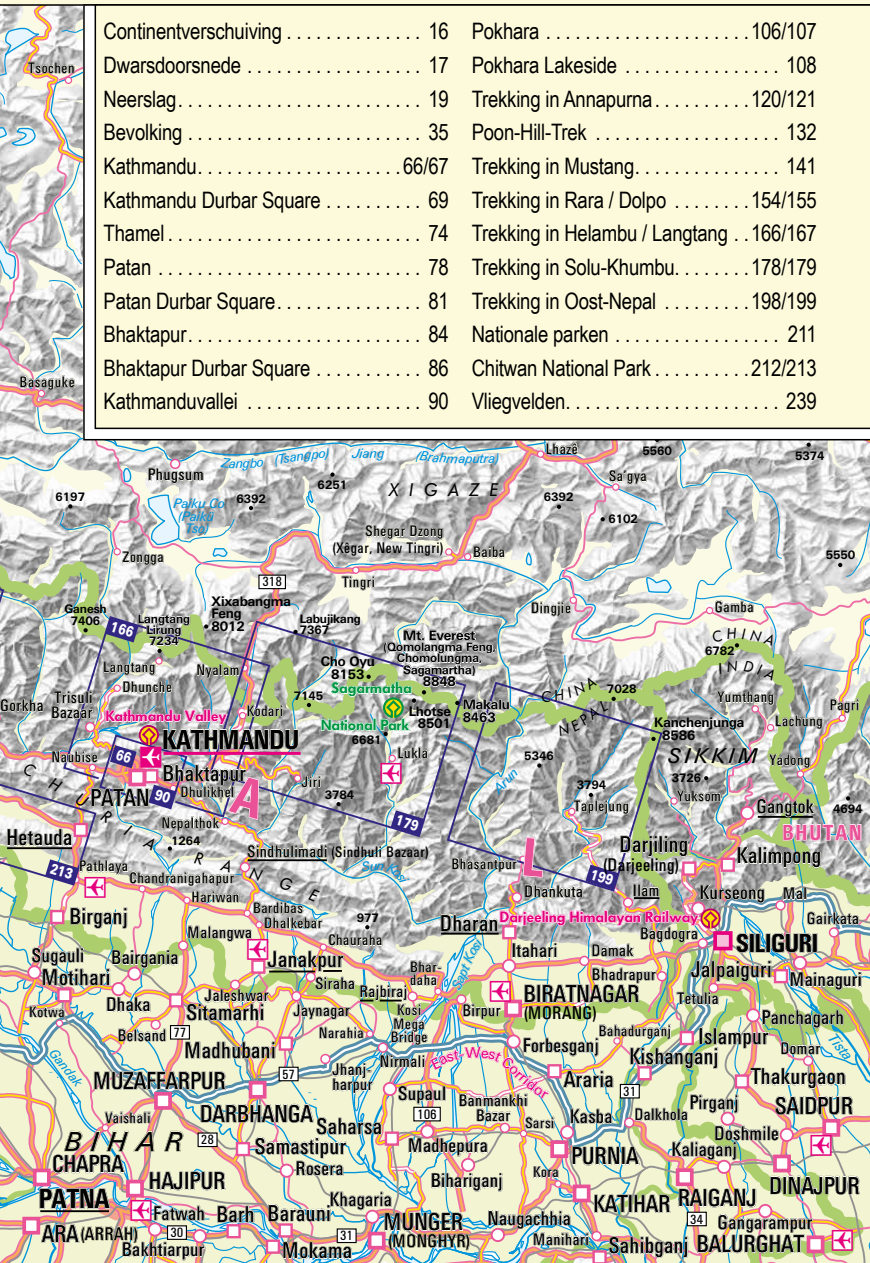 Continentverschuiving . . . . . . . . . . . . . . 16
Dwarsdoorsnede . . . . . . . . . . . . . . . . . . 17
Neerslag . . . . . . . . . . . . . . . . . . . . . . . . . 19
Bevolking . . . . . . . . . . . . . . . . . . . . . . . . 35
Kathmandu. . . . . . . . . . . . . . . . . . . . .66/67
Kathmandu Durbar Square . . . . . . . . . . 69
Thamel . . . . . . . . . . . . . . . . . . . . . . . . . . 74
Patan . . . . . . . . . . . . . . . . . . . . . . . . . . . 78
Patan Durbar Square . . . . . . . . . . . . . . . 81
Bhaktapur . . . . . . . . . . . . . . . . . . . . . . . . 84
Bhaktapur Durbar Square . . . . . . . . . . . 86
Kathmanduvallei . . . . . . . . . . . . . . . . . . 90
Pokhara . . . . . . . . . . . . . . . . . . . . . .106/107
Pokhara Lakeside . . . . . . . . . . . . . . . . 108
Trekking in Annapurna . . . . . . . . . .120/121
Poon-Hill-Trek . . . . . . . . . . . . . . . . . . . 132
Trekking in Mustang. . . . . . . . . . . . . . . 141
Trekking in Rara / Dolpo . . . . . . . .154/155
Trekking in Helambu / Langtang . .166/167
Trekking in Solu-Khumbu. . . . . . . .178/179
Trekking in Oost-Nepal . . . . . . . . .198/199
Nationale parken . . . . . . . . . . . . . . . . . 211
Chitwan National Park . . . . . . . . . .212/213
Vliegvelden. . . . . . . . . . . . . . . . . . . . . . 239
Tsochen
Basaguke
Phugsum
Zangbo (Tsangpo) Jiang (Brahmaputra)
Lhazê
5560
5374
6197
6392
6251
XIGAZE
6392
Sa'gya
Paiku Co
(Paikü
Tso)
6102
Shegar Dzong
(Xêgar, New Tingri)
Baiba
Zongga
5550
318
Tingri
Dingjie
Gamba
Ganesh
7406
166
Langtang
Lirung
7234
Xixabangma
Feng
8012
Labujikang
7367
Mt. Everest
(Qomolangma Feng,
Chomolungma,
Sagarmatha)
8848
CHINA
6782
INDIA
Langtang
Nyalam
Cho Oyu
8153
Sagarmatha
National Park
Dhunche
7145
Makalu
8463
CHINA
NEPAL
7028
Yumthang
Pagri
Gorkha
Trisuli
Bazaar
Kathmandu Valley
Kodari
Lhotse
8501
6681
Kanchenjunga
8586
Lachung
Naubise
KATHMANDU
66
Lukla
5346
SIKKIM
Yadong
Bhaktapur
Jiri
Arun
3794
3726
Yuksom
CHURIA RANGE
PATAN
90
Dhulikhel
A
3784
Taplejung
Gangtok
4694
Nepalthok
179
BHUTAN
Hetauda
1264
Sindhulimadi (Sindhuli Bazaar)
Sun Kosi
Bhasantpur
L
199
Darjiling
(Darjeeling)
Kalimpong
213
Pathlaya
Chandranigahapur
Hariwan
Dhankuta
Ilam
Kurseong
Mal
Birganj
Bardibas
Dhalkebar
977
Dharan
Darjeeling Himalayan Railway
Gairkata
Malangwa
Chauraha
Bagdogra
SILIGURI
Sugauli
Bairgania
Janakpur
Bhar-
daha
Sapt Kosi
Itahari
Damak
Jalpaiguri
Motihari
Siraha
Rajbiraj
Bhadrapur
Mainaguri
Kotwa
Dhaka
Jaleshwar
Sitamarhi
Jaynagar
Kosi
Mega
Bridge
Birpur
BIRATNAGAR
(MORANG)
Tetulia
Panchagarh
Belsand
77
Narahia
Bahadurganj
Islampur
Tista
Madhubani
Nirmali
East-West Corridor
Forbesganj
Kishanganj
Domar
Gandak
57
Jhanj-
harpur
Araria
Thakurgaon
MUZAFFARPUR
Supaul
31
DARBHANGA
Banmankhi
Bazar
Pirganj
SAIDPUR
Vaishali
Saharsa
106
Kasba
Dalkhola
BIHAR
28
Sarsi
Doshmile
Samastipur
Madhepura
PURNIA
Kaliaganj
CHAPRA
Rosera
Bihariganj
Kora
DINAJPUR
HAJIPUR
KATIHAR
RAIGANJ
PATNA
Khagaria
Fatwah
Barh
Barauni
Naugachhia
34
Gangarampur
ARA (ARRAH)
30
31
MUNGER
(MONGHYR)
Manihari
Bakhtiarpur
Mokama
Sahibganj
BALURGHAT